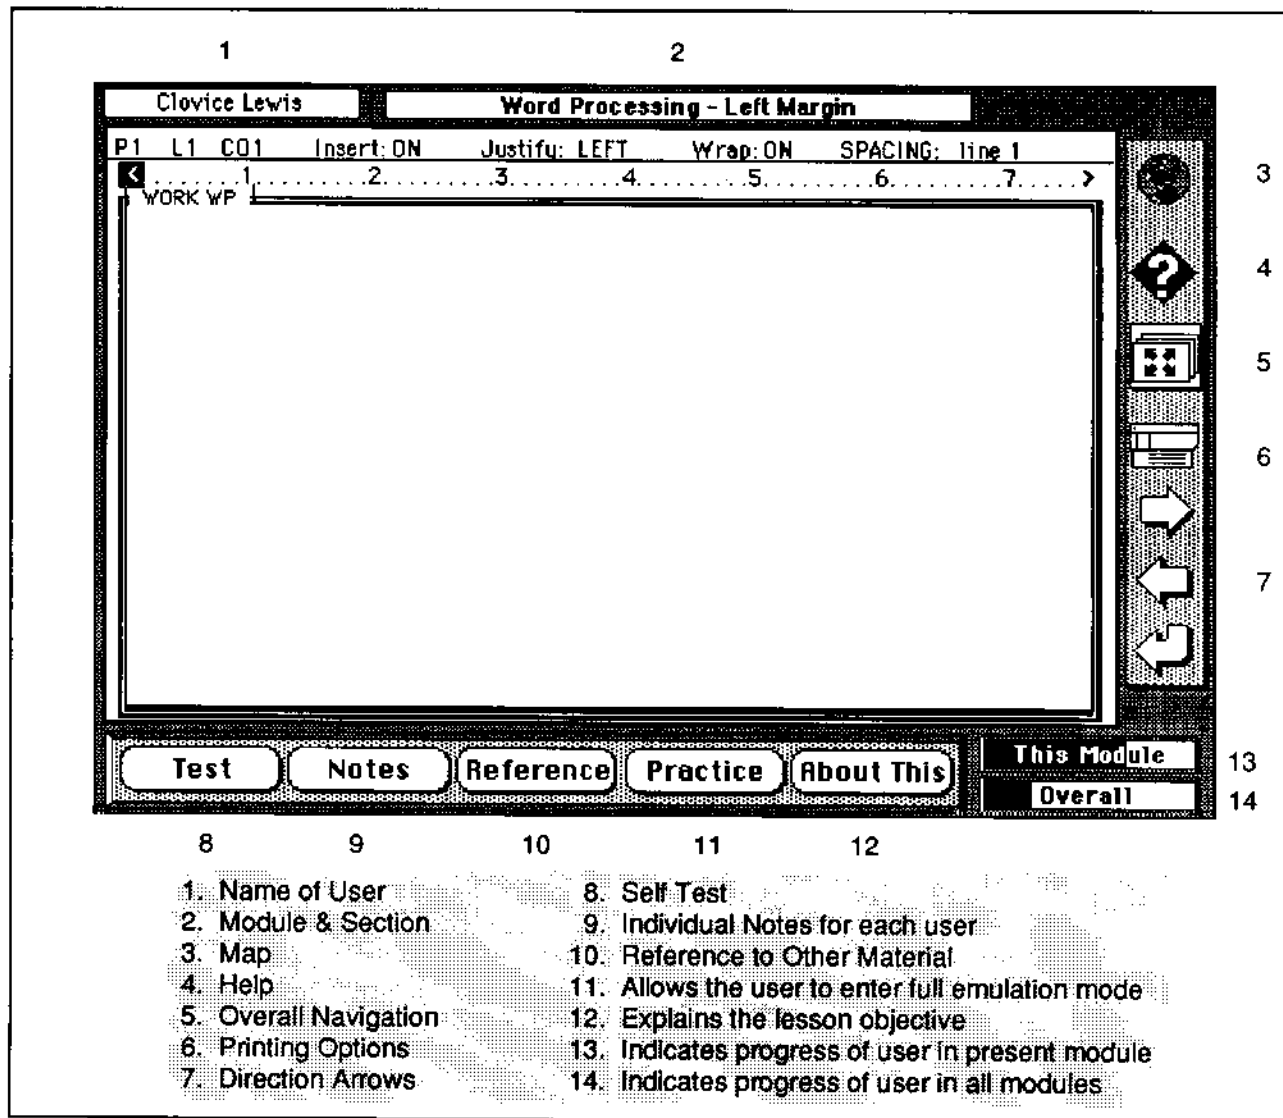 1 2
Clovice Lewis Word Processing - Left Margin
P1 L1 CO1 Insert: ON Justify: LEFT Wrap: ON SPACING: line 1
<.......1.........2.........3.........4.........5.........6.........7.....>
WORK WP
3
?
4
5
6
7
Test Notes Reference Practice About This
This Module 13
Overall 14
8 9 10 11 12
1. Name of User
2. Module & Section
3. Map
4. Help
5. Overall Navigation
6. Printing Options
7. Direction Arrows
8. Self Test
9. Individual Notes for each user
10. Reference to Other Material
11. Allows the user to enter full emulation mode
12. Explains the lesson objective
13. Indicates progress of user in present module
14. Indicates progress of user in all modules